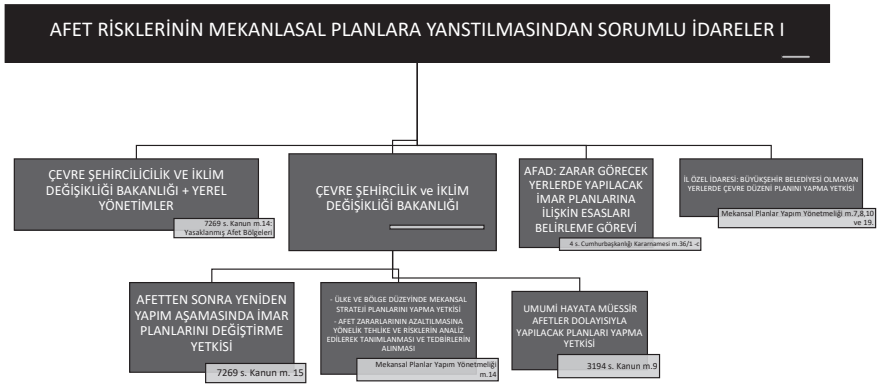 AFET RİSKLERİNİN MEKANLASAL PLANLARA YANSTILMASINDAN SORUMLU İDARELER I
ÇEVRE ŞEHİRCİLİCİLİK VE İKLİM
DEĞİŞİKLİĞİ BAKANLIĞI + YEREL
YÖNETİMLER
7269 s. Kanun m.14:
Yasaklanmış Afet Bölgeleri
ÇEVRE ŞEHİRCİLİK ve İKLİM
DEĞİŞİKLİĞİ BAKANLIĞI
AFAD: ZARAR GÖRECEK
YERLERDE YAPILACAK
İMAR PLANLARINA
İLİŞKİN ESASLARI
BELİRLEME GÖREVİ
4 s. Cumhurbaşkanlığı Kararnamesi m.36/1 -c
İL ÖZEL İDARESİ: BÜYÜKŞEHİR BELEDİYESİ OLMAYAN
YERLERDE ÇEVRE DÜZENİ PLANINI YAPMA YETKİSİ
Mekansal Planlar Yapım Yönetmeliği m.7,8,10
ve 19.
AFETTEN SONRA YENİDEN
YAPIM AŞAMASINDA İMAR
PLANLARINI DEĞİŞTİRME
YETKİSİ
7269 s. Kanun m. 15
- ÜLKE VE BÖLGE DÜZEYİNDE MEKANSAL
STRATEJİ PLANLARINI YAPMA YETKİSİ
- AFET ZARARLARININ AZALTILMASINA
YÖNELİK TEHLİKE VE RİSKLERİN ANALİZ
EDİLEREK TANIMLANMASI VE TEDBİRLERİN
ALINMASI
Mekansal Planlar Yapım Yönetmeliği
m.14
UMUMİ HAYATA MÜESSİR
AFETLER DOLAYISIYLA
YAPILACAK PLANLARI YAPMA
YETKİSİ
3194 s. Kanun m.9